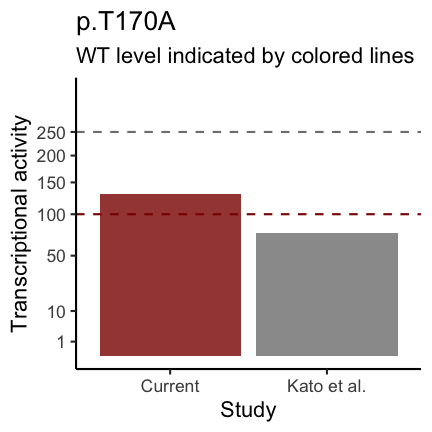 p.T170A
WT level indicated by colored lines
Transcriptional activity
250
200
150
100
50
10
1
Current
Kato et al.
Study